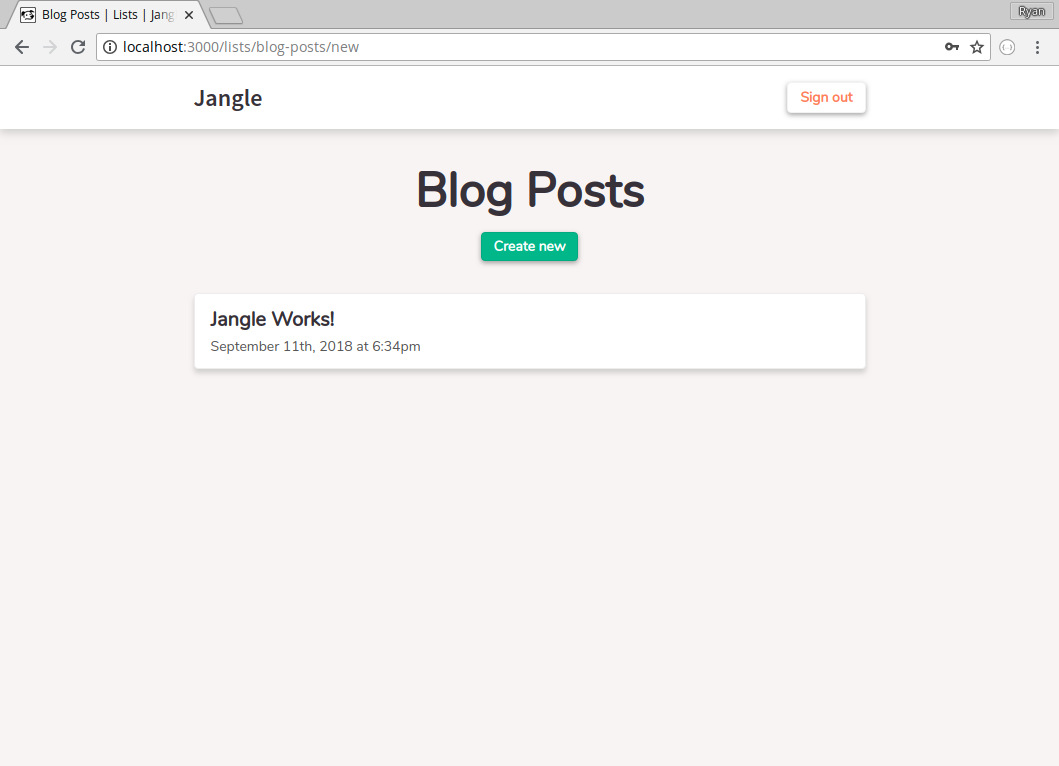 Blog Posts | Lists | Jang
Ryan
localhost:3000/lists/blog-posts/new
Jangle
Sign out
Blog Posts
Create new
Jangle Works!
September 11th, 2018 at 6:34pm